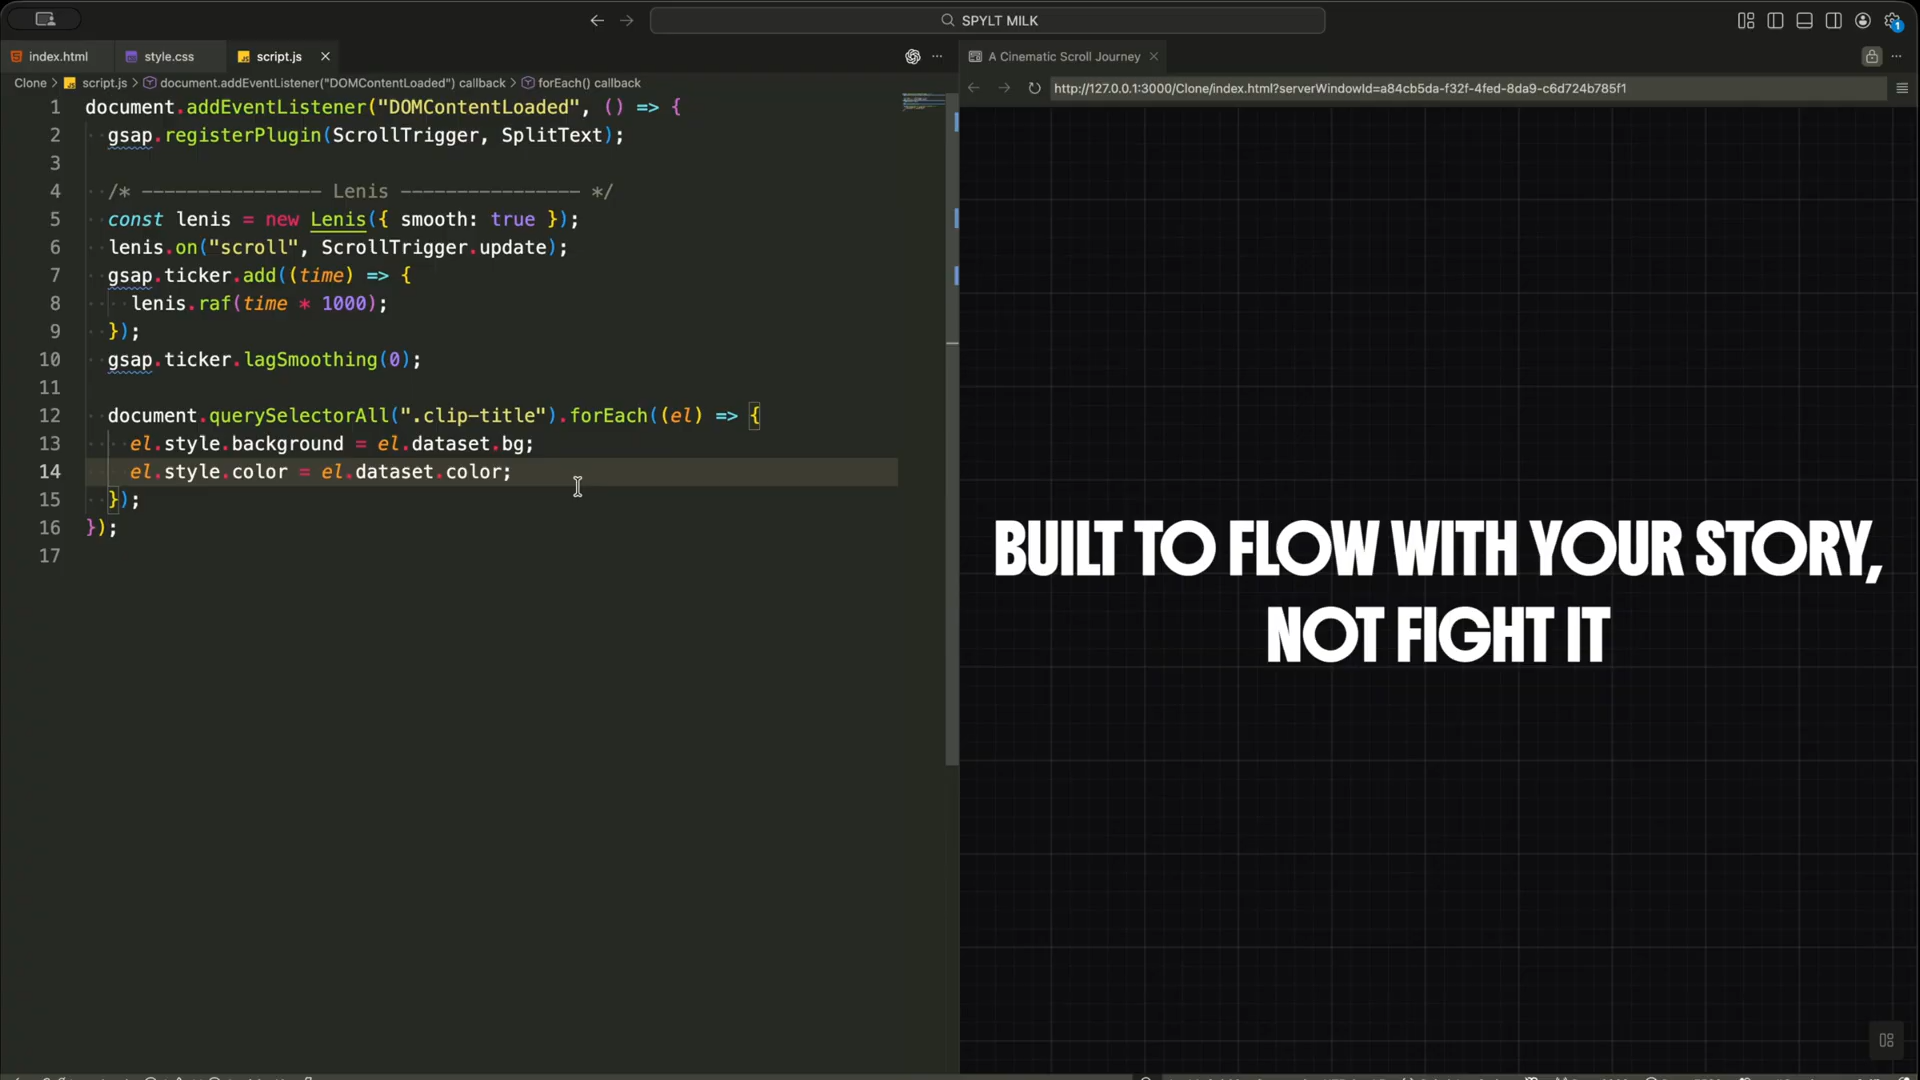 SPYLT MILK
index.html
style.css
script.js
A Cinematic Scroll Journey
Clone > script.js > document.addEventListener("DOMContentLoaded") callback > forEach() callback
http://127.0.0.1:3000/Clone/index.html?serverWindowId=a84cb5da-f32f-4fed-8da9-c6d724b785f1
1 document.addEventListener("DOMContentLoaded", () => {
2 gsap.registerPlugin(ScrollTrigger, SplitText);
3
4 /* ---------------- Lenis ---------------- */
5 const lenis = new Lenis({ smooth: true });
6 lenis.on("scroll", ScrollTrigger.update);
7 gsap.ticker.add((time) => {
8 lenis.raf(time * 1000);
9 });
10 gsap.ticker.lagSmoothing(0);
11
12 document.querySelectorAll(".clip-title").forEach((el) => {
13 el.style.background = el.dataset.bg;
14 el.style.color = el.dataset.color;
15 });
16 });
17
BUILT TO FLOW WITH YOUR STORY,
NOT FIGHT IT